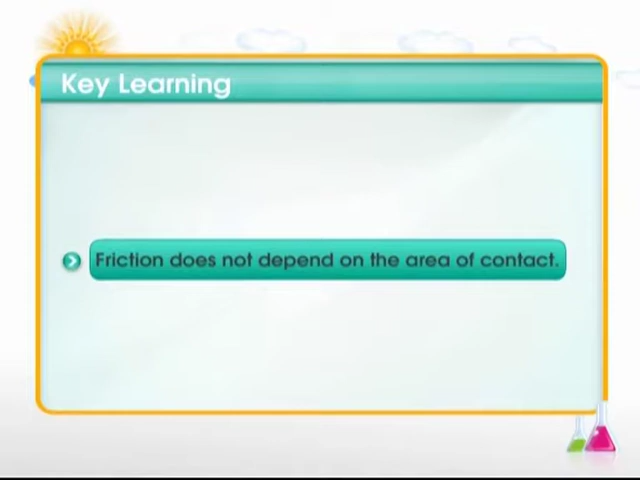 Key Learning
Friction does not depend on the area of contact.